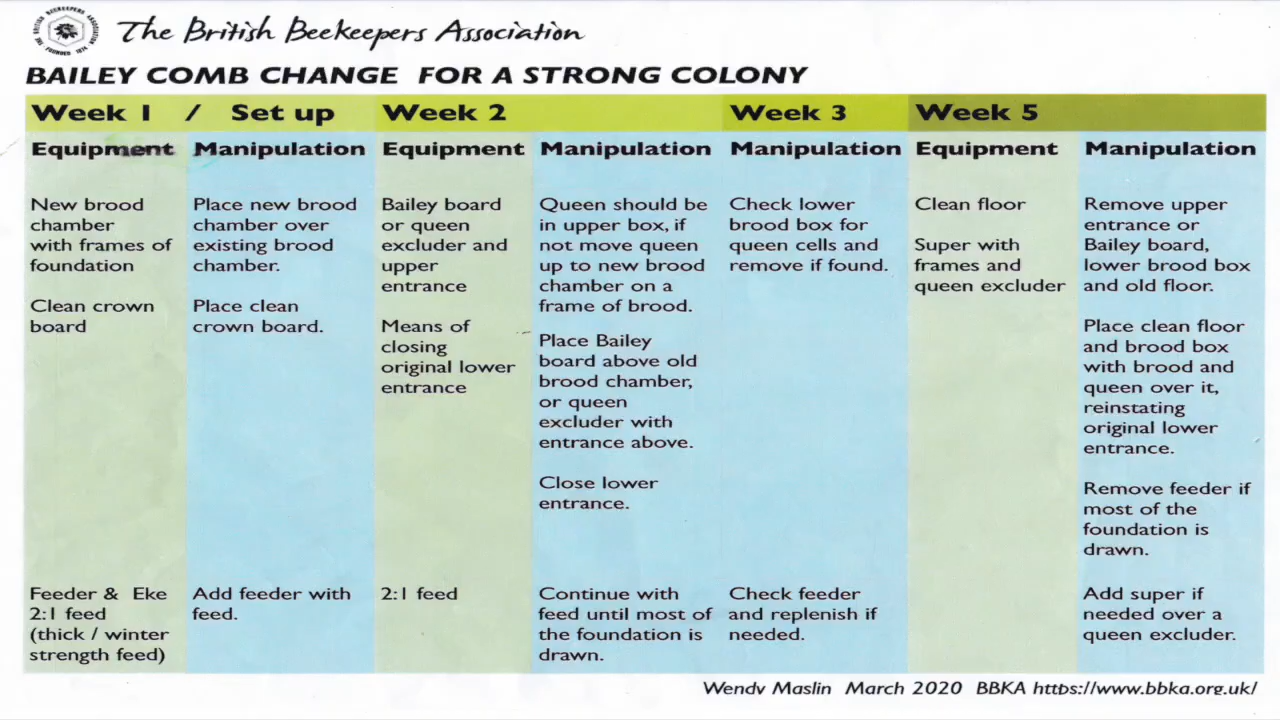 THE BRITISH BEEKEEPERS ASSOCIATION
FOUNDED 1874
The British Beekeepers Association
BAILEY COMB CHANGE FOR A STRONG COLONY
Week 1 / Set up
Week 2
Week 3
Week 5
Equipment
New brood
chamber
with frames of
foundation
Clean crown
board
Feeder & Eke
2:1 feed
(thick / winter
strength feed)
Manipulation
Place new brood
chamber over
existing brood
chamber.
Place clean
crown board.
Add feeder with
feed.
Equipment
Bailey board
or queen
excluder and
upper
entrance
Means of
closing
original lower
entrance
2:1 feed
Manipulation
Queen should be
in upper box, if
not move queen
up to new brood
chamber on a
frame of brood.
Place Bailey
board above old
brood chamber,
or queen
excluder with
entrance above.
Close lower
entrance.
Continue with
feed until most of
the foundation is
drawn.
Manipulation
Check lower
brood box for
queen cells and
remove if found.
Check feeder
and replenish if
needed.
Equipment
Clean floor
Super with
frames and
queen excluder
Manipulation
Remove upper
entrance or
Bailey board,
lower brood box
and old floor.
Place clean floor
and brood box
with brood and
queen over it,
reinstating
original lower
entrance.
Remove feeder if
most of the
foundation is
drawn.
Add super if
needed over a
queen excluder.
Wendy Maslin March 2020 BBKA https://www.bbka.org.uk/